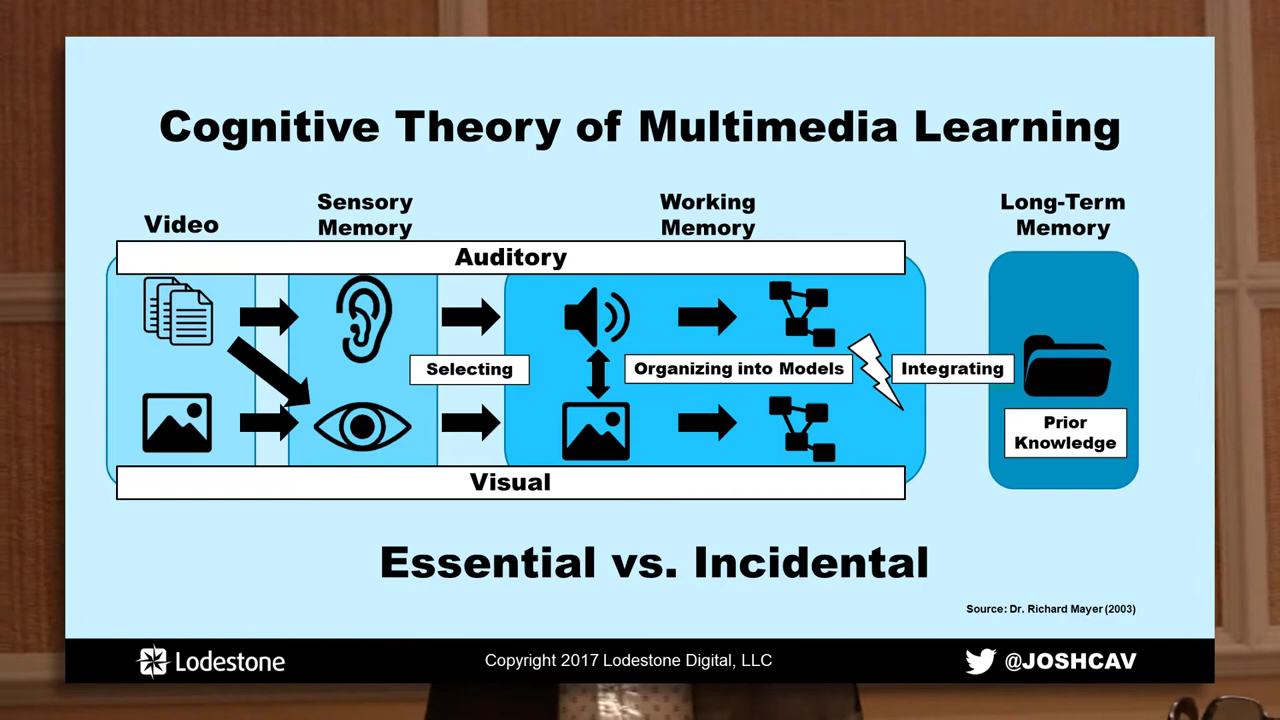 Cognitive Theory of Multimedia Learning
Video
Sensory
Memory
Working
Memory
Long-Term
Memory
Auditory
Selecting
Organizing into Models
Integrating
Prior
Knowledge
Visual
Essential vs. Incidental
Source: Dr. Richard Mayer (2003)
Lodestone
Copyright 2017 Lodestone Digital, LLC
@JOSHCAV